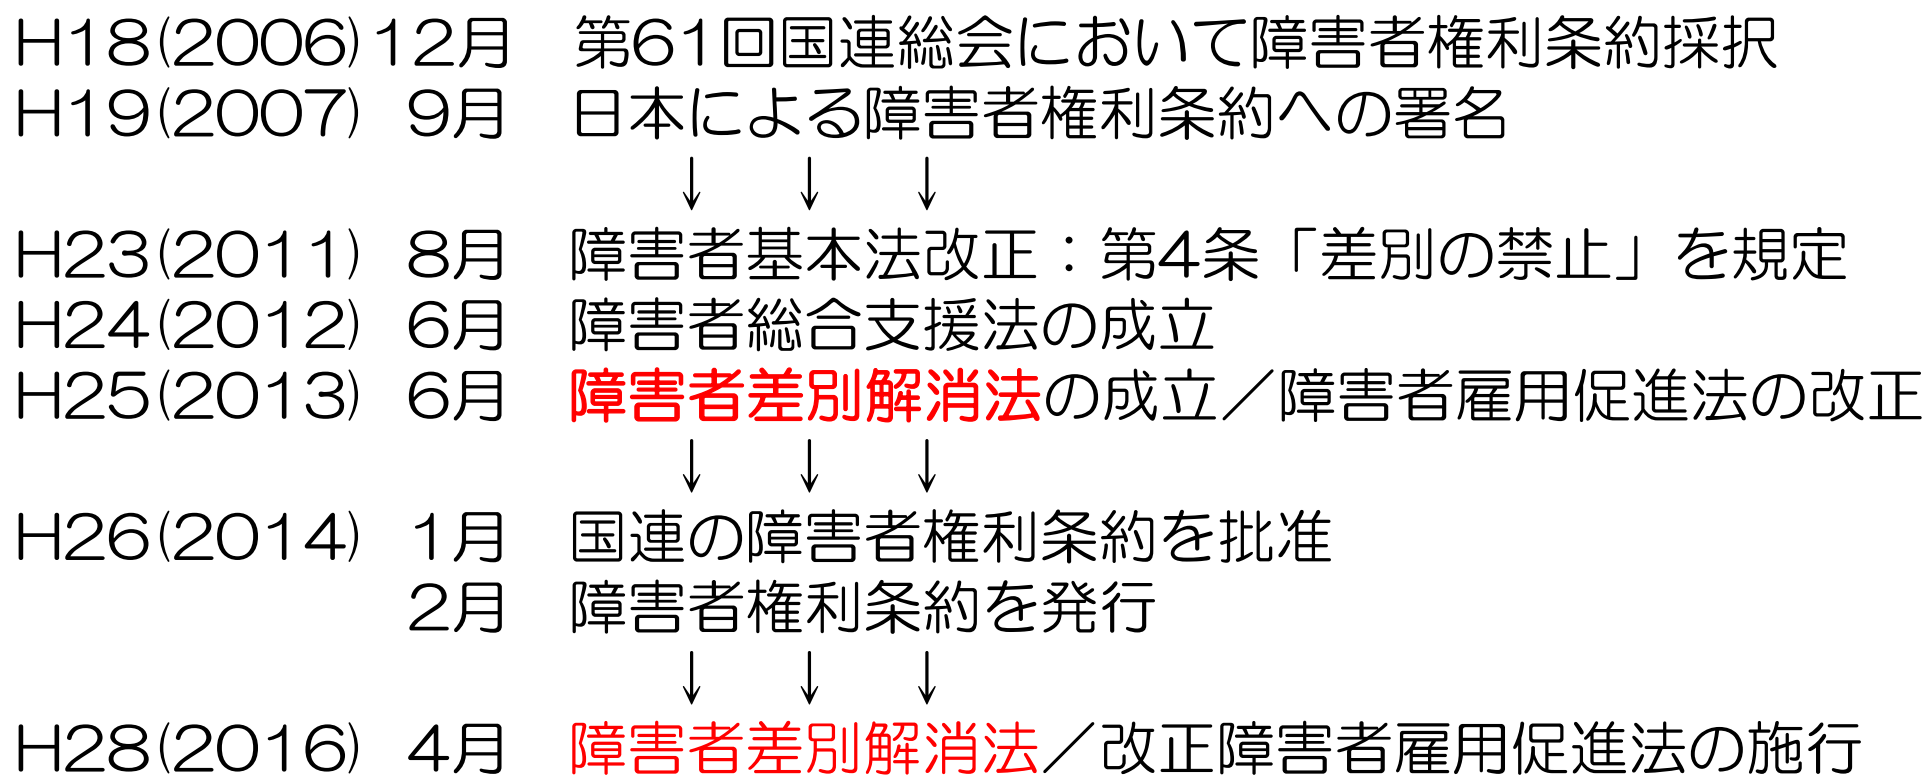 H18(2006)12月 第61回国連総会において障害者権利条約採択
H19(2007) 9月 日本による障害者権利条約への署名
↓ ↓ ↓
H23(2011) 8月 障害者基本法改正：第4条「差別の禁止」を規定
H24(2012) 6月 障害者総合支援法の成立
H25(2013) 6月 障害者差別解消法の成立／障害者雇用促進法の改正
↓ ↓ ↓
H26(2014) 1月 国連の障害者権利条約を批准
2月 障害者権利条約を発行
↓ ↓ ↓
H28(2016) 4月 障害者差別解消法／改正障害者雇用促進法の施行